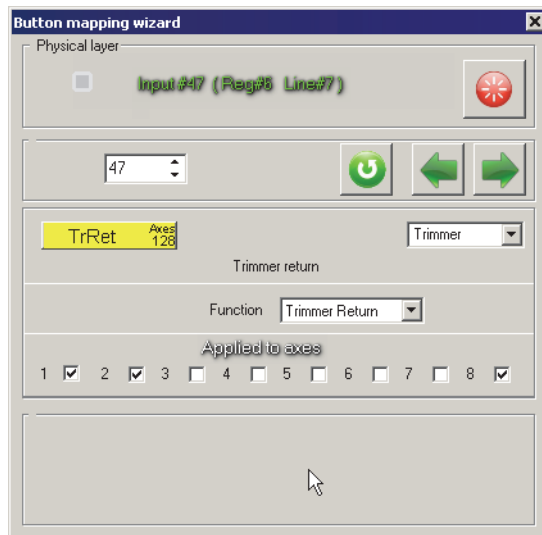 Button mapping wizard
Physical layer
Input #47 (Reg#6 Line#7)
47
TrRet Axes 128
Trimmer
Trimmer return
Function Trimmer Return
Applied to axes
1 2 3 4 5 6 7 8